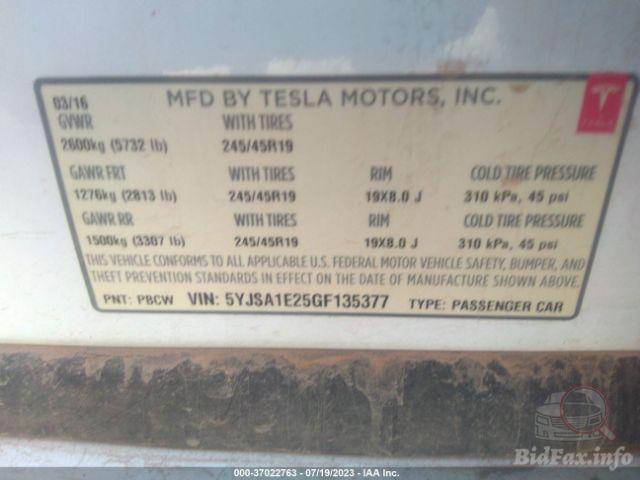 03/16 MFD BY TESLA MOTORS, INC.
GVWR WITH TIRES
2600kg (5732 lb) 245/45R19
TESLA
GAWR FRT WITH TIRES RIM COLD TIRE PRESSURE
1276kg (2813 lb) 245/45R19 19X8.0 J 310 kPa, 45 psi
GAWR RR WITH TIRES RIM COLD TIRE PRESSURE
1500kg (3307 lb) 245/45R19 19X8.0 J 310 kPa, 45 psi
THIS VEHICLE CONFORMS TO ALL APPLICABLE U.S. FEDERAL MOTOR VEHICLE SAFETY, BUMPER, AND
THEFT PREVENTION STANDARDS IN EFFECT ON THE DATE OF MANUFACTURE SHOWN ABOVE.
PNT: PBCW VIN: 5YJSA1E25GF135377 TYPE: PASSENGER CAR
BidFax.info
000-37022763 - 07/19/2023 - IAA Inc.